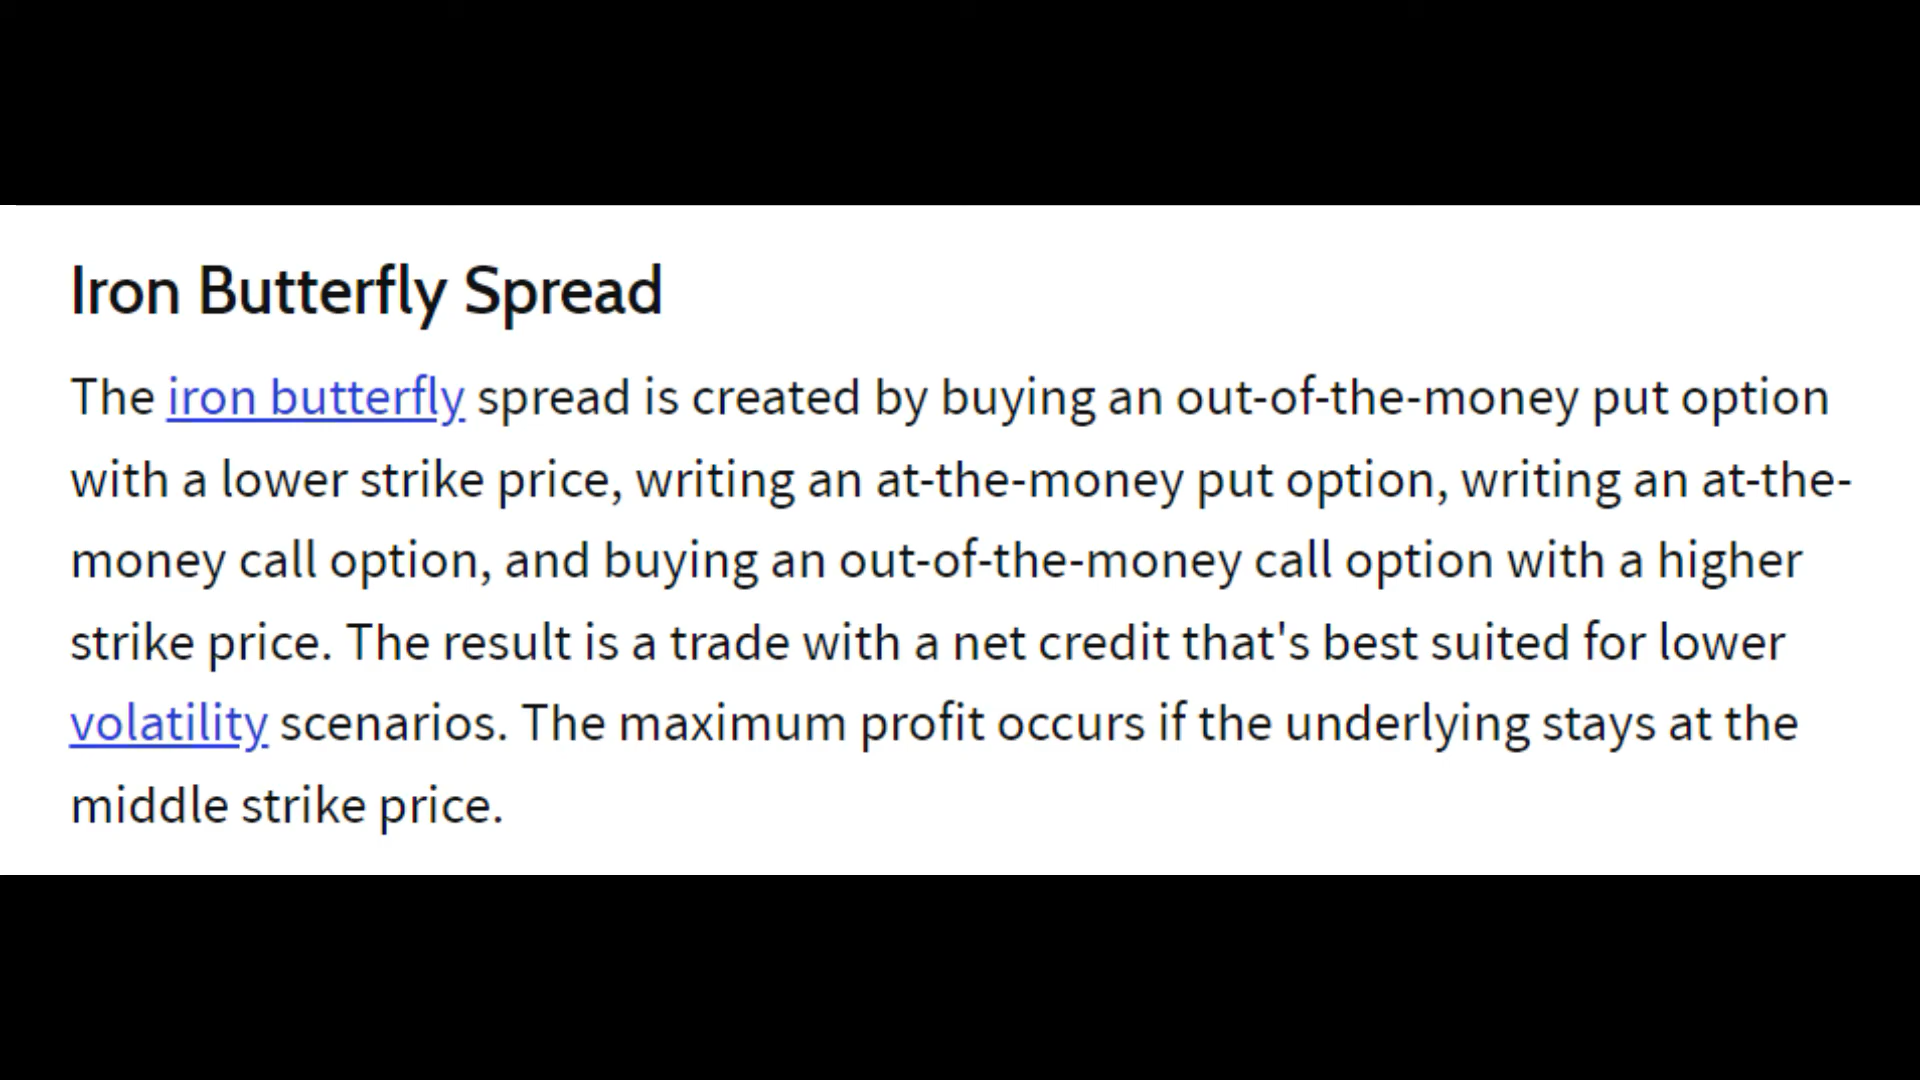 Iron Butterfly Spread
The iron butterfly spread is created by buying an out-of-the-money put option
with a lower strike price, writing an at-the-money put option, writing an at-the-
money call option, and buying an out-of-the-money call option with a higher
strike price. The result is a trade with a net credit that's best suited for lower
volatility scenarios. The maximum profit occurs if the underlying stays at the
middle strike price.